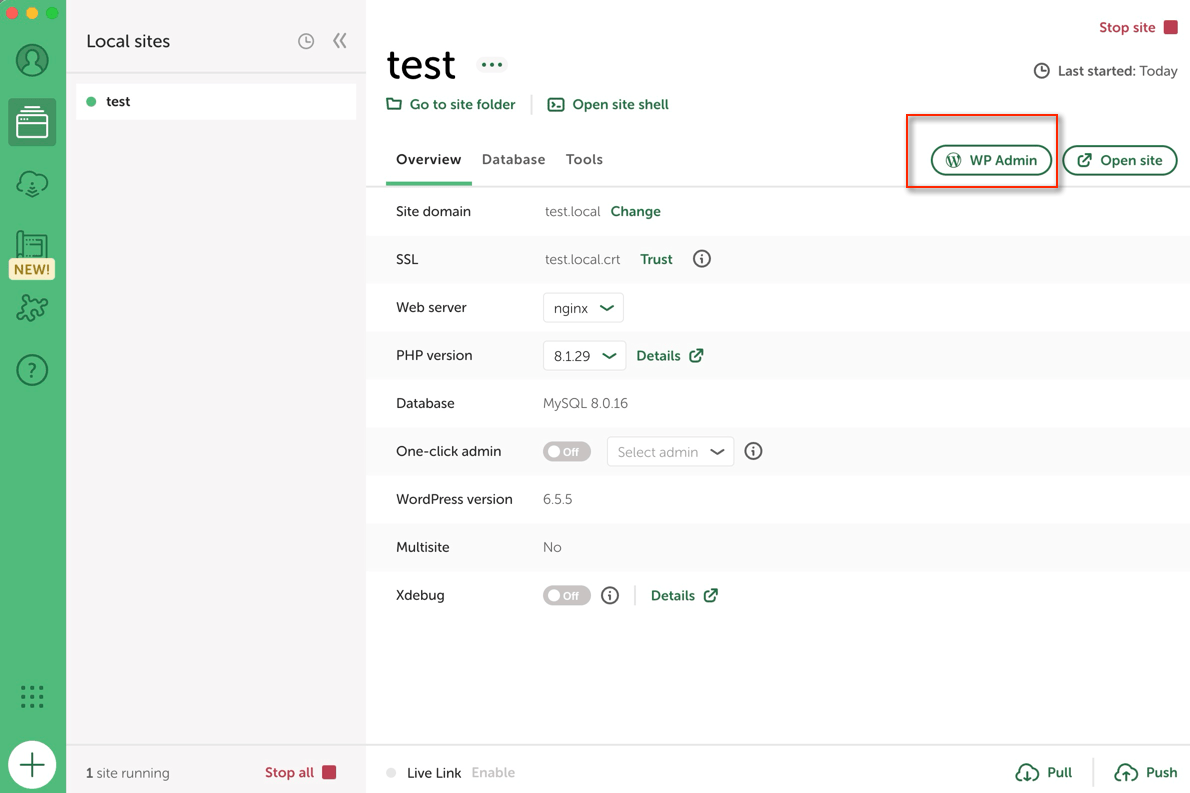 Local sites
test
NEW!
?
1 site running
Stop all
Stop site
test
Last started: Today
Go to site folder
Open site shell
Overview
Database
Tools
WP Admin
Open site
Site domain
test.local Change
SSL
test.local.crt Trust
Web server
nginx
PHP version
8.1.29 Details
Database
MySQL 8.0.16
One-click admin
Off Select admin
WordPress version
6.5.5
Multisite
No
Xdebug
Off Details
Live Link Enable
Pull
Push